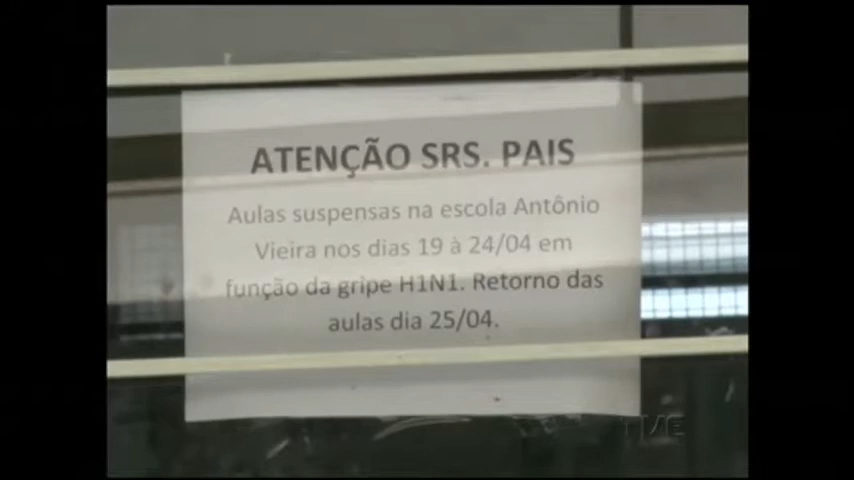 ATENÇÃO SRS. PAIS
Aulas suspensas na escola Antônio
Vieira nos dias 19 à 24/04 em
função da gripe H1N1. Retorno das
aulas dia 25/04.
TVE